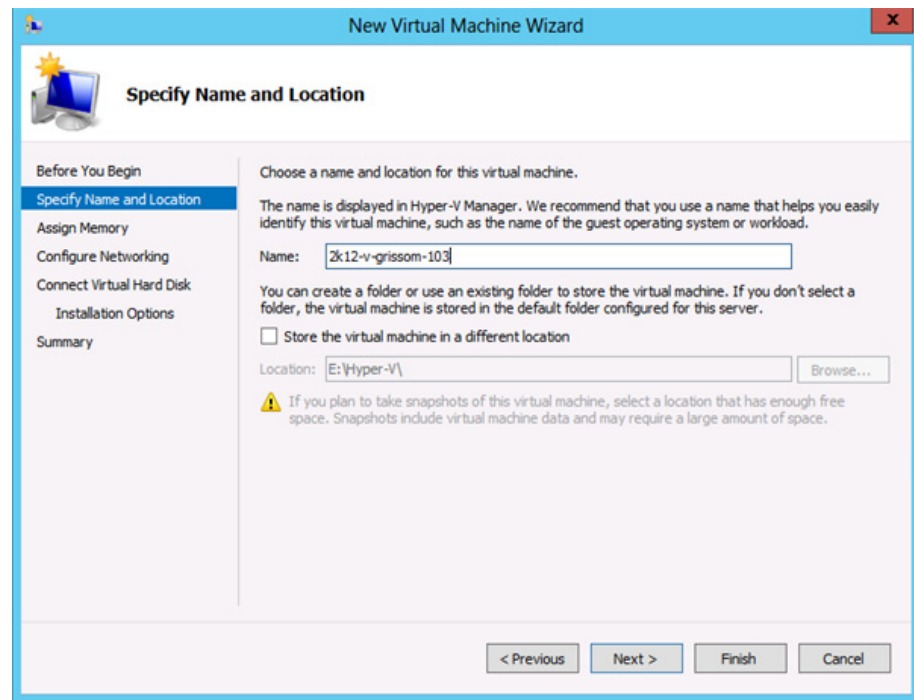 New Virtual Machine Wizard
x
Specify Name and Location
Before You Begin
Specify Name and Location
Assign Memory
Configure Networking
Connect Virtual Hard Disk
Installation Options
Summary
Choose a name and location for this virtual machine.
The name is displayed in Hyper-V Manager. We recommend that you use a name that helps you easily
identify this virtual machine, such as the name of the guest operating system or workload.
Name: 2k12-v-grissom-103
You can create a folder or use an existing folder to store the virtual machine. If you don't select a
folder, the virtual machine is stored in the default folder configured for this server.
Store the virtual machine in a different location
Location: E:\Hyper-V\ Browse...
If you plan to take snapshots of this virtual machine, select a location that has enough free
space. Snapshots include virtual machine data and may require a large amount of space.
< Previous Next > Finish Cancel